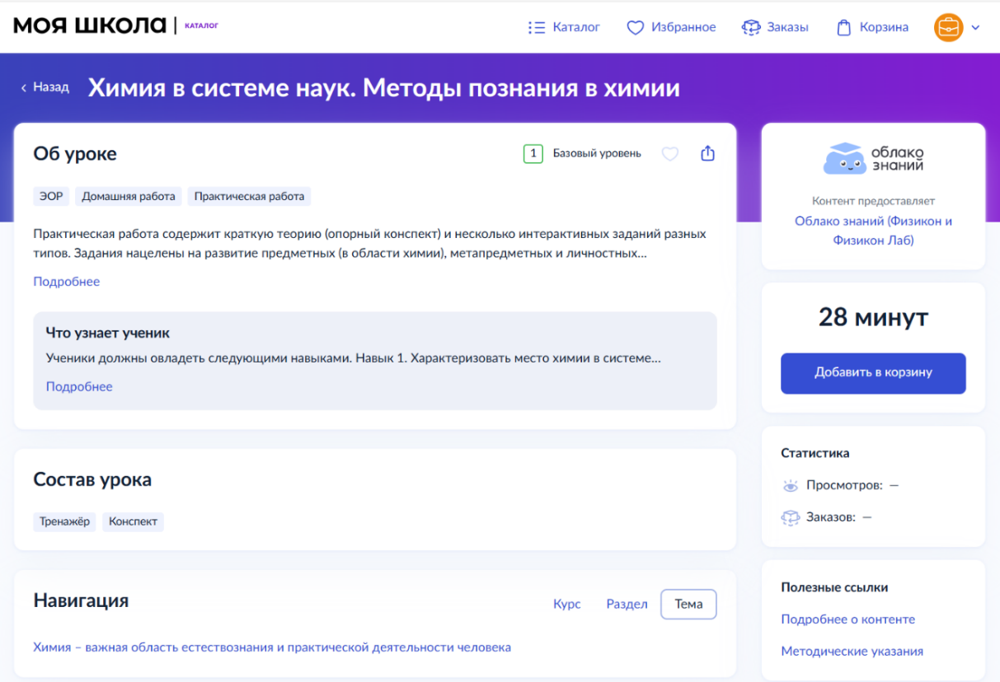 МОЯ ШКОЛА | КАТАЛОГ
Каталог
Избранное
Заказы
Корзина
‹ Назад
Химия в системе наук. Методы познания в химии
Об уроке
1 Базовый уровень
ЭОР
Домашняя работа
Практическая работа
Практическая работа содержит краткую теорию (опорный конспект) и несколько интерактивных заданий разных
типов. Задания нацелены на развитие предметных (в области химии), метапредметных и личностных...
Подробнее
Что узнает ученик
Ученики должны овладеть следующими навыками. Навык 1. Характеризовать место химии в системе...
Подробнее
Состав урока
Тренажёр
Конспект
Навигация
Курс
Раздел
Тема
Химия – важная область естествознания и практической деятельности человека
облако
знаний
Контент предоставляет
Облако знаний (Физикон и
Физикон Лаб)
28 минут
Добавить в корзину
Статистика
Просмотров: —
Заказов: —
Полезные ссылки
Подробнее о контенте
Методические указания